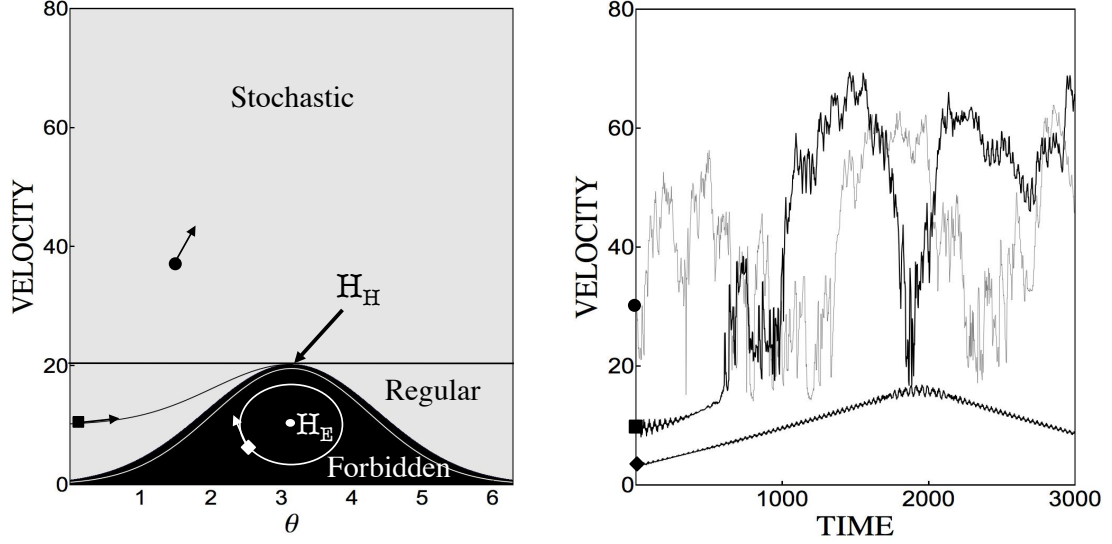 80
60
40
20
0
VELOCITY
Stochastic
H_H
Regular
H_E
Forbidden
1 2 3 4 5 6
θ
80
60
40
20
0
VELOCITY
1000 2000 3000
TIME